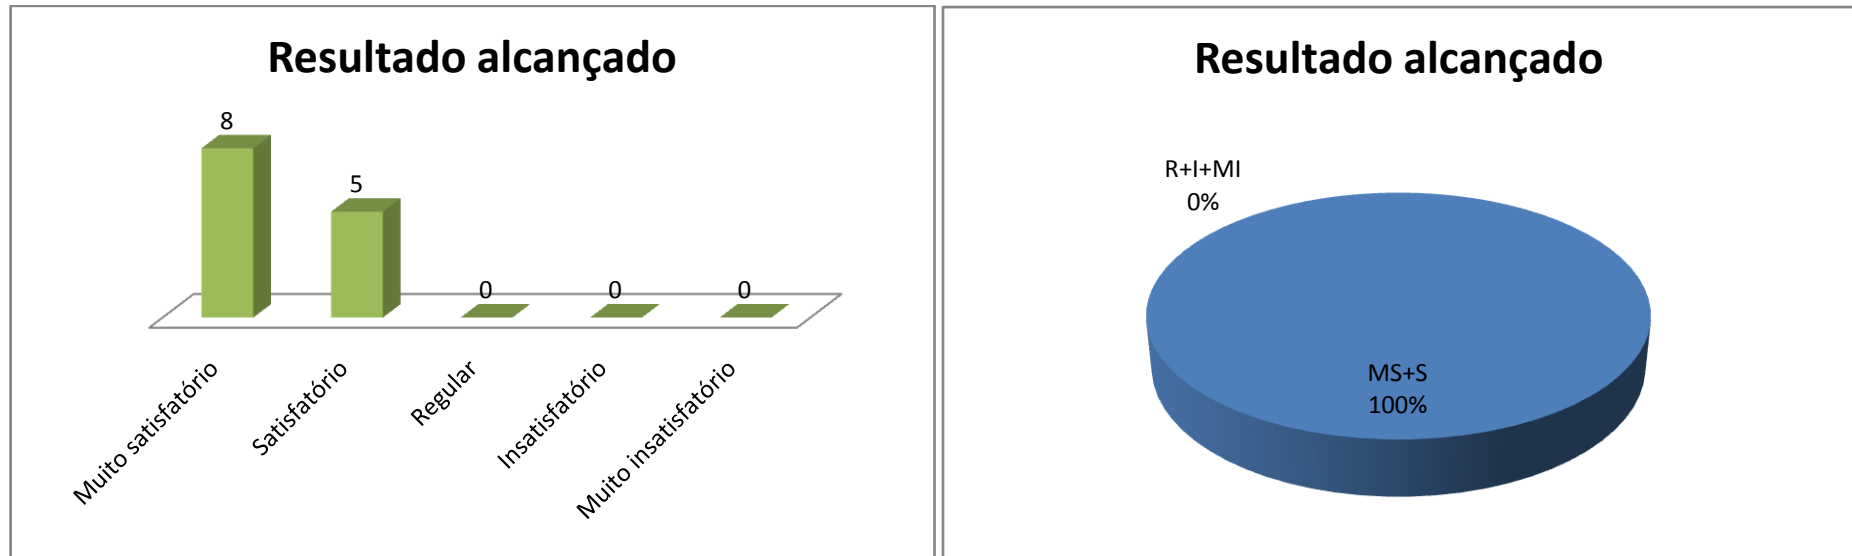 Resultado alcançado
8
5
0
0
0
Muito satisfatório
Satisfatório
Regular
Insatisfatório
Muito insatisfatório
Resultado alcançado
R+I+MI
0%
MS+S
100%